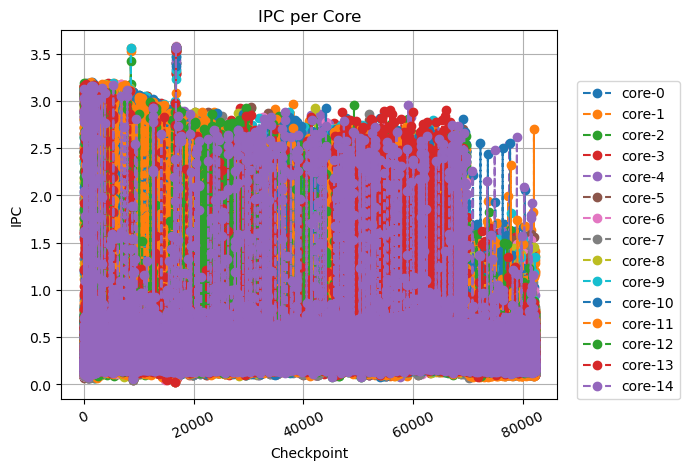 IPC per Core
IPC
3.5
3.0
2.5
2.0
1.5
1.0
0.5
0.0
0
20000
40000
60000
80000
Checkpoint
core-0
core-1
core-2
core-3
core-4
core-5
core-6
core-7
core-8
core-9
core-10
core-11
core-12
core-13
core-14